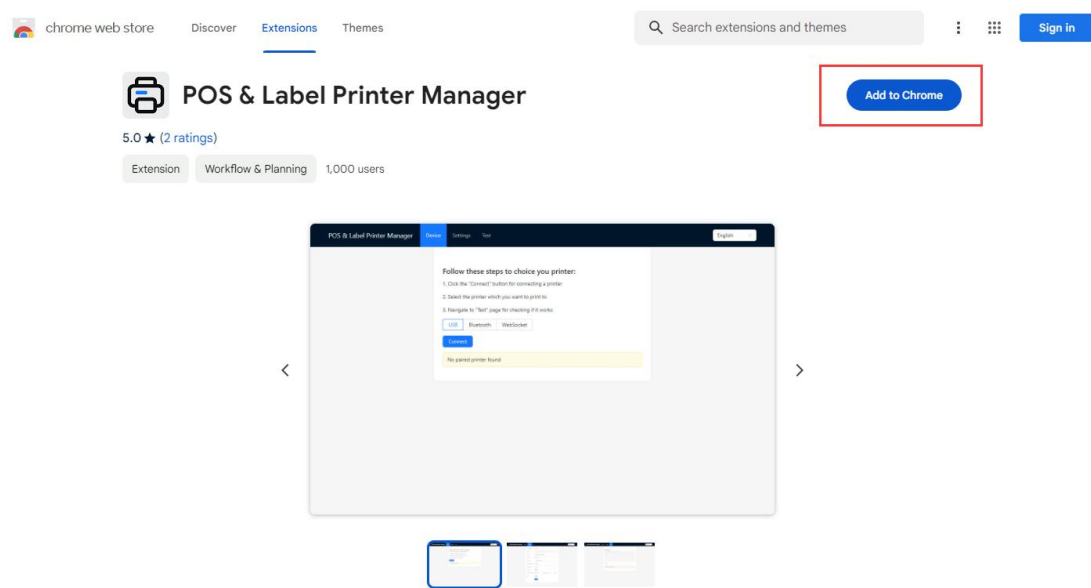 chrome web store Discover Extensions Themes Search extensions and themes Sign in
POS & Label Printer Manager Add to Chrome
5.0 ★ (2 ratings)
Extension Workflow & Planning 1,000 users
POS & Label Printer Manager Device Settings Test English
Follow these steps to choice you printer:
1. Click the "Connect" button for connecting a printer
2. Select the printer which you want to print to
3. Navigate to "Test" page for checking if it works
USB Bluetooth WebSocket
Connect
No paired printer found